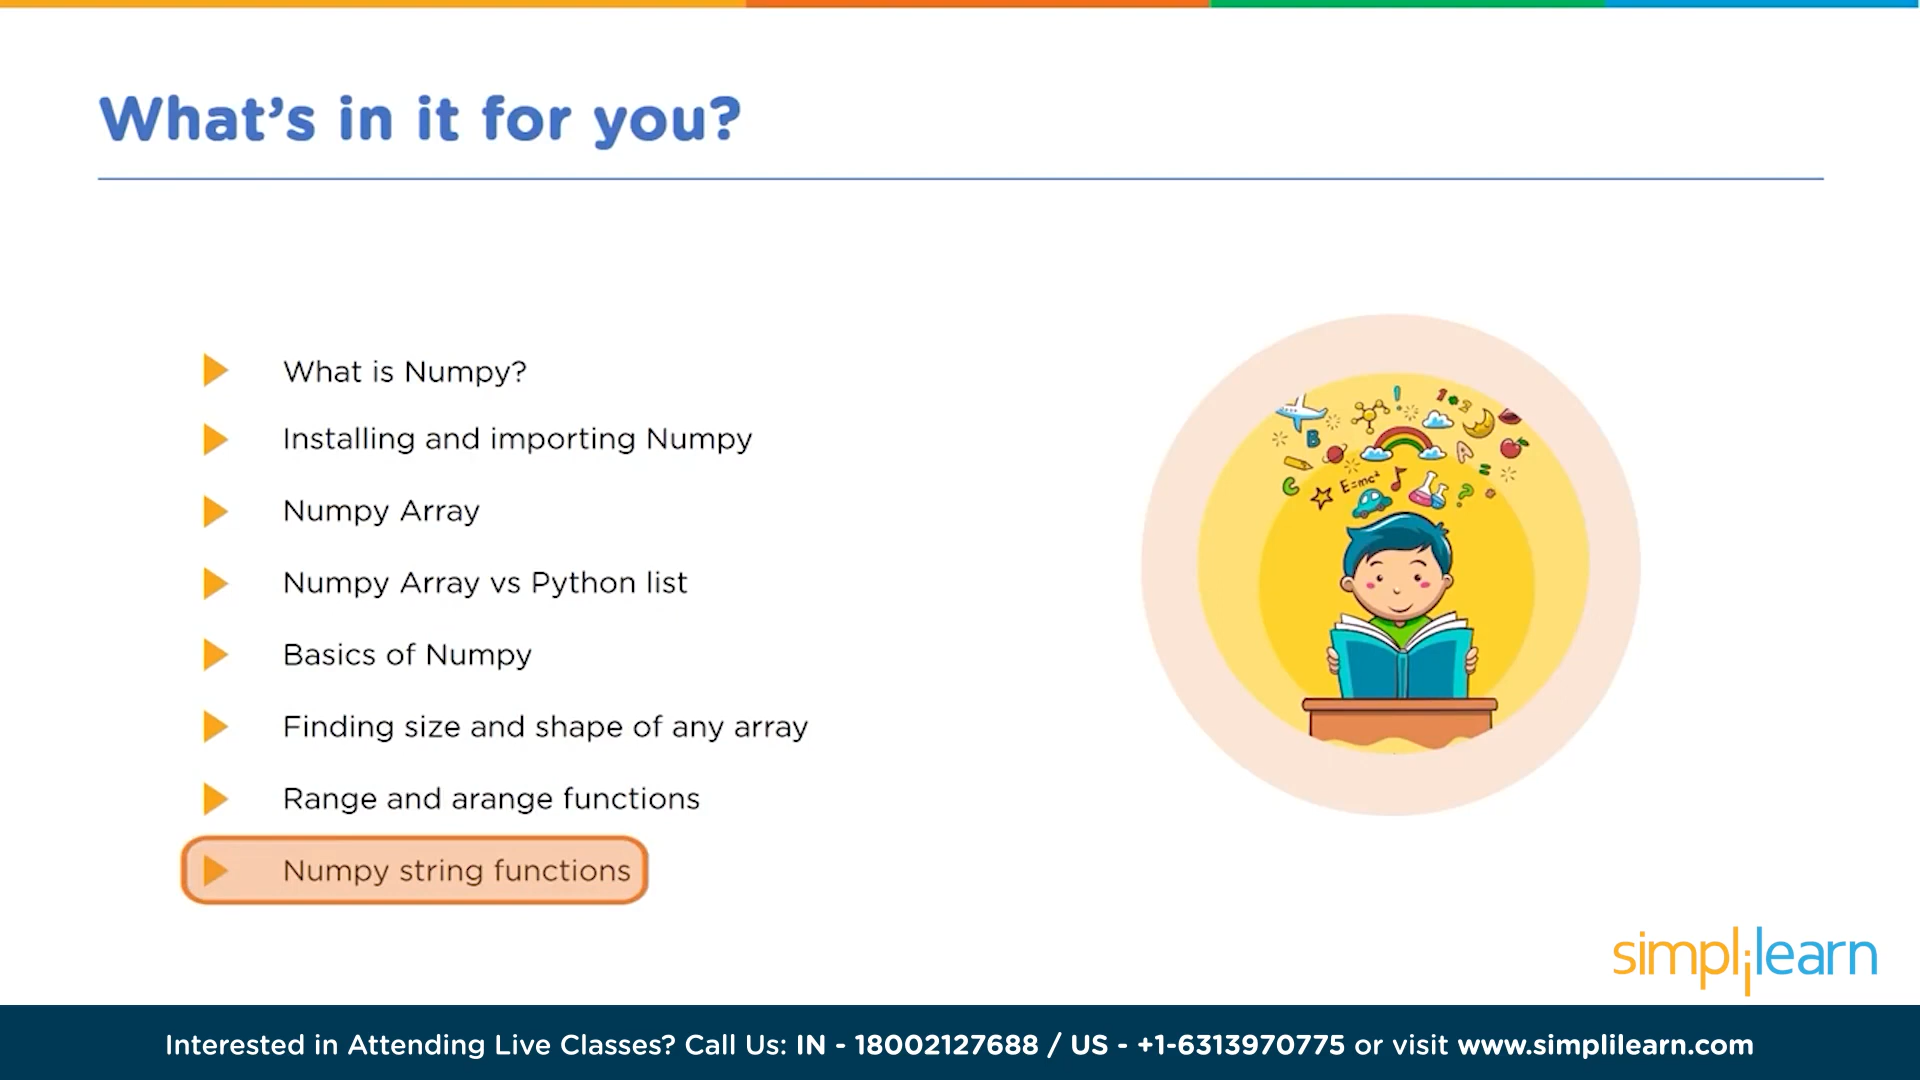 What's in it for you?
What is Numpy?
Installing and importing Numpy
Numpy Array
Numpy Array vs Python list
Basics of Numpy
Finding size and shape of any array
Range and arange functions
Numpy string functions
E=mc²
simplilearn
Interested in Attending Live Classes? Call Us: IN - 18002127688 / US - +1-6313970775 or visit www.simplilearn.com